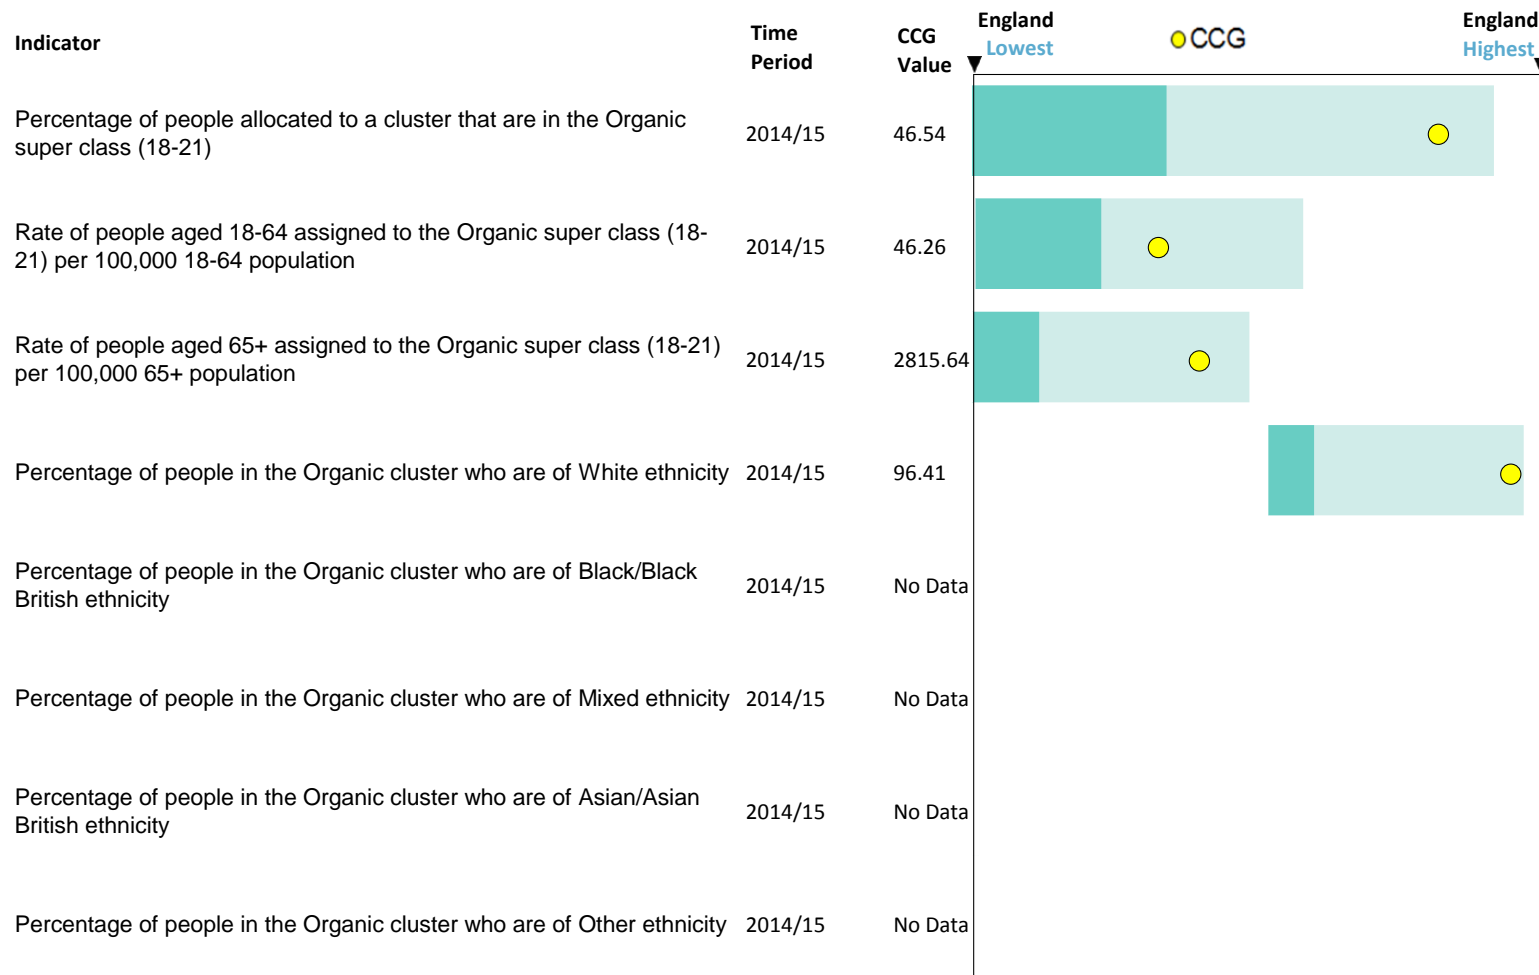 Indicator
Time Period
CCG Value
England Lowest
CCG
England Highest
Percentage of people allocated to a cluster that are in the Organic
super class (18-21)
2014/15
46.54
Rate of people aged 18-64 assigned to the Organic super class (18-
21) per 100,000 18-64 population
2014/15
46.26
Rate of people aged 65+ assigned to the Organic super class (18-21)
per 100,000 65+ population
2014/15
2815.64
Percentage of people in the Organic cluster who are of White ethnicity
2014/15
96.41
Percentage of people in the Organic cluster who are of Black/Black
British ethnicity
2014/15
No Data
Percentage of people in the Organic cluster who are of Mixed ethnicity
2014/15
No Data
Percentage of people in the Organic cluster who are of Asian/Asian
British ethnicity
2014/15
No Data
Percentage of people in the Organic cluster who are of Other ethnicity
2014/15
No Data